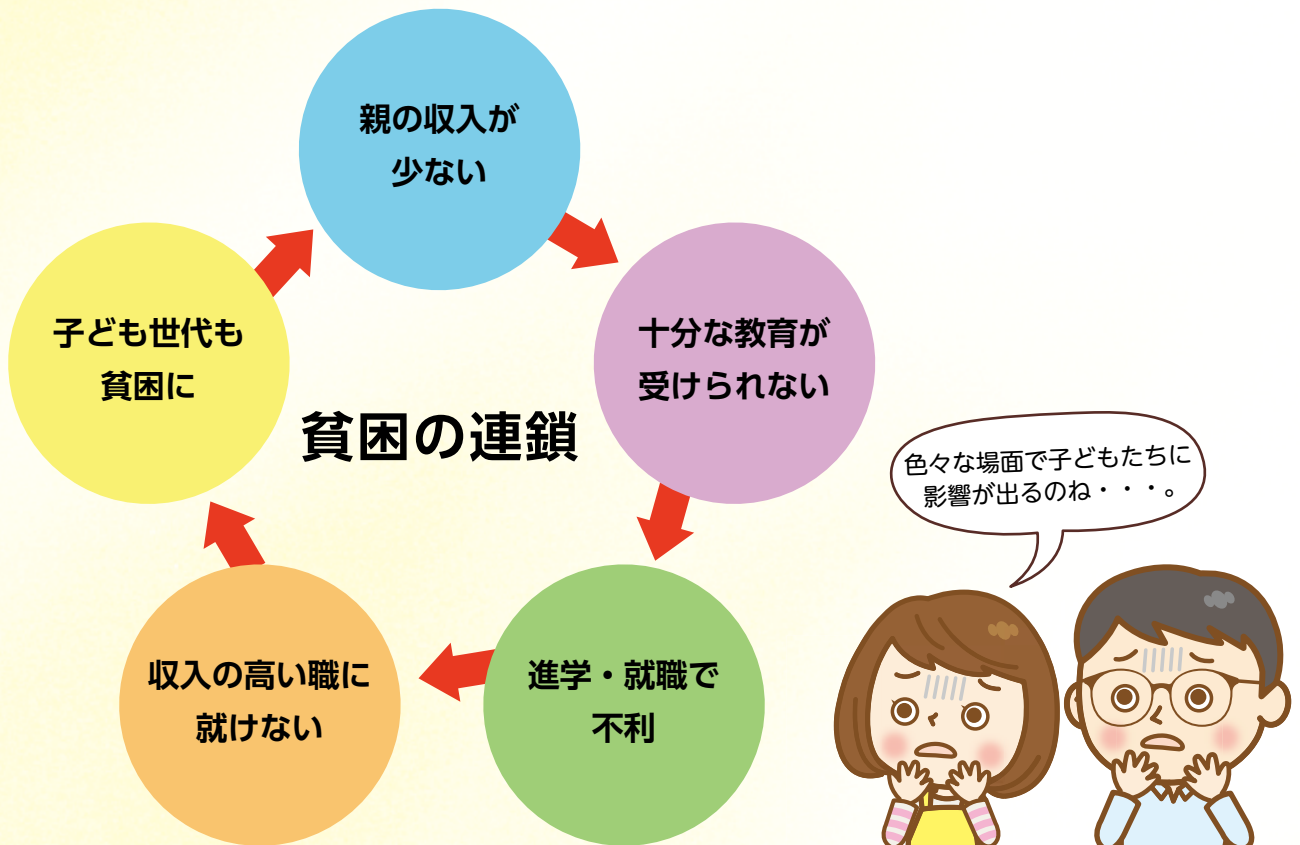 親の収入が
少ない
十分な教育が
受けられない
進学・就職で
不利
収入の高い職に
就けない
子ども世代も
貧困に
貧困の連鎖
色々な場面で子どもたちに
影響が出るのね・・・。